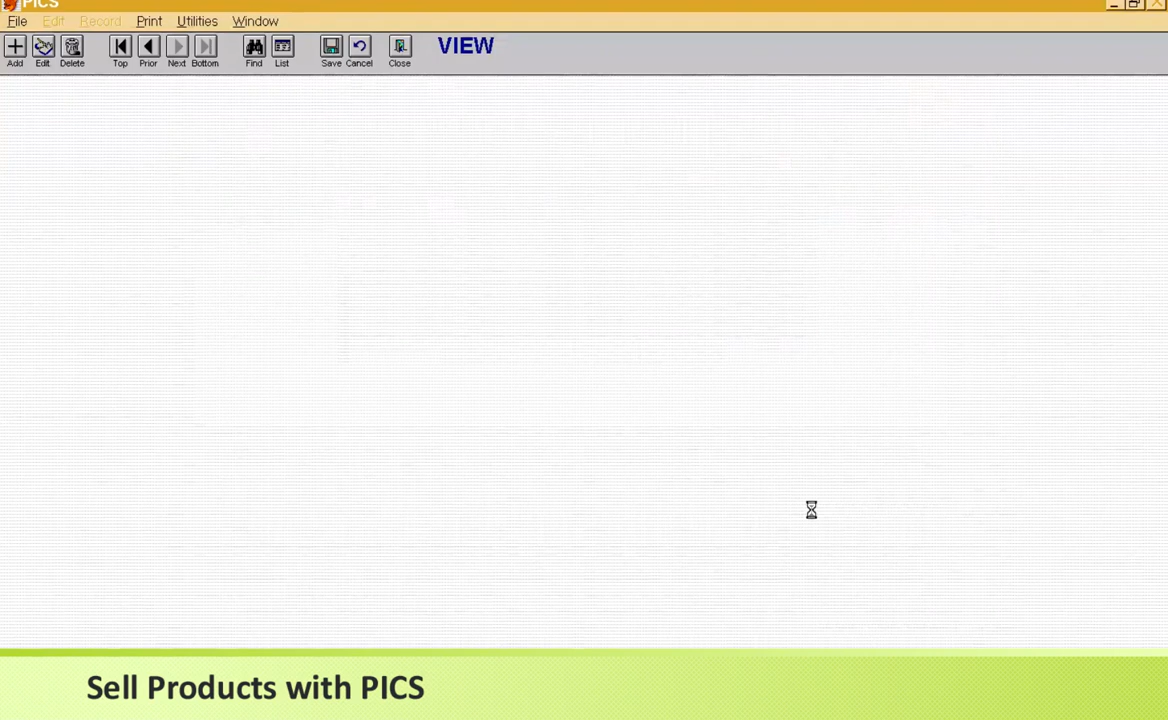 PICS
File Edit Record Print Utilities Window
Add Edit Delete Top Prior Next Bottom Find List Save Cancel Close VIEW
Sell Products with PICS